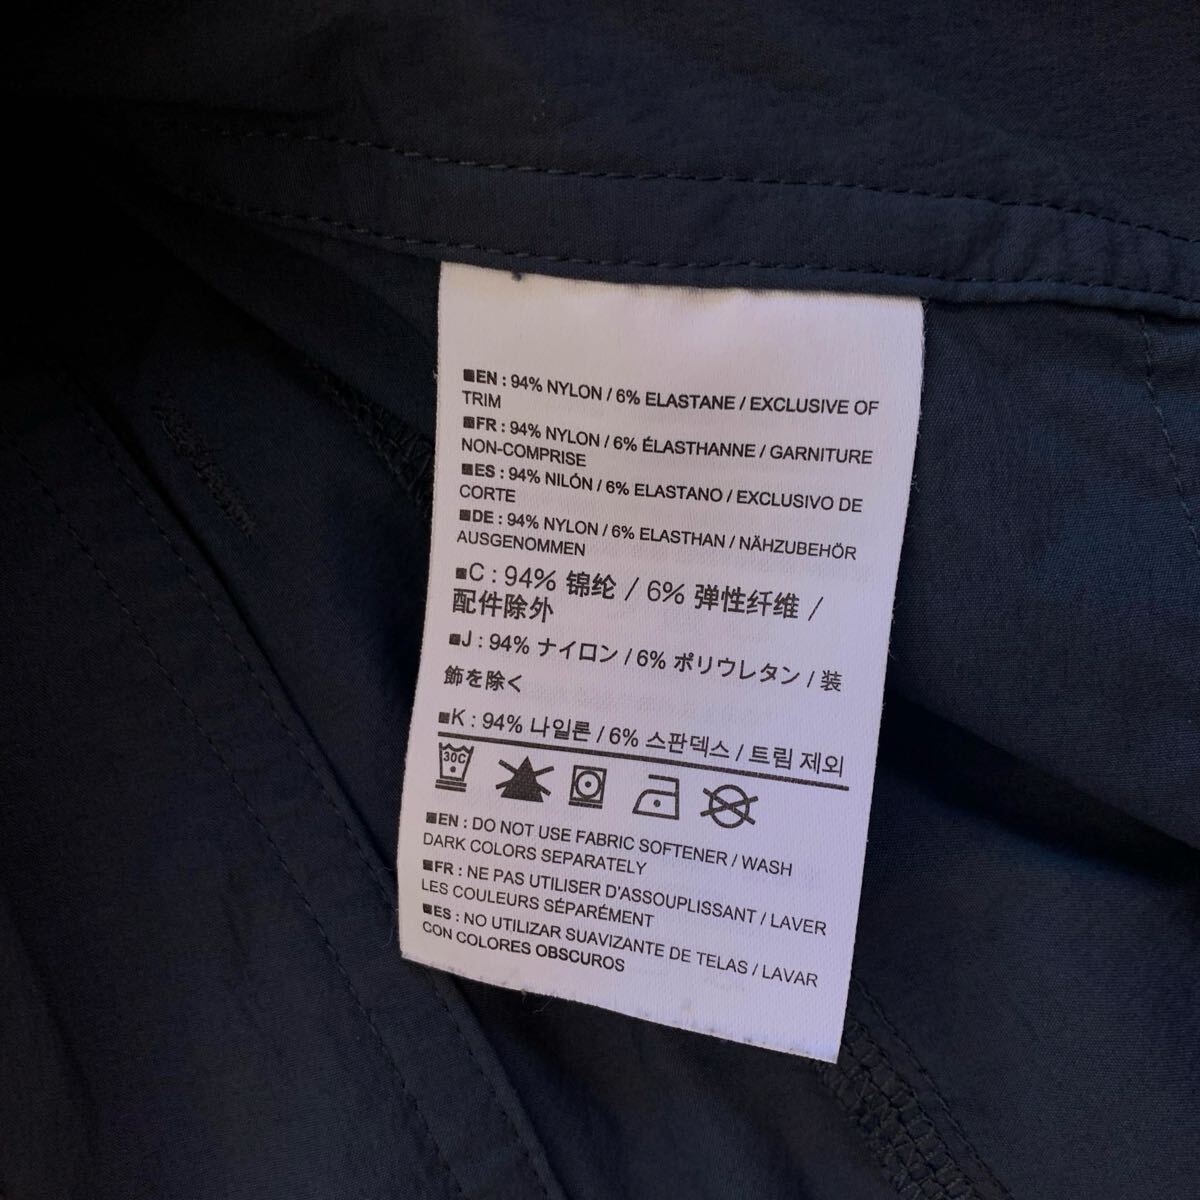 ■EN : 94% NYLON / 6% ELASTANE / EXCLUSIVE OF
TRIM
■FR : 94% NYLON / 6% ÉLASTHANNE / GARNITURE
NON-COMPRISE
■ES : 94% NILÓN / 6% ELASTANO / EXCLUSIVO DE
CORTE
■DE : 94% NYLON / 6% ELASTHAN / NÄHZUBEHÖR
AUSGENOMMEN
■C : 94% 锦纶 / 6% 弹性纤维 /
配件除外
■J : 94% ナイロン / 6% ポリウレタン / 装
飾を除く
■K : 94% 나일론 / 6% 스판덱스 / 트림 제외
30C
■EN : DO NOT USE FABRIC SOFTENER / WASH
DARK COLORS SEPARATELY
■FR : NE PAS UTILISER D'ASSOUPLISSANT / LAVER
LES COULEURS SÉPARÉMENT
■ES : NO UTILIZAR SUAVIZANTE DE TELAS / LAVAR
CON COLORES OBSCUROS